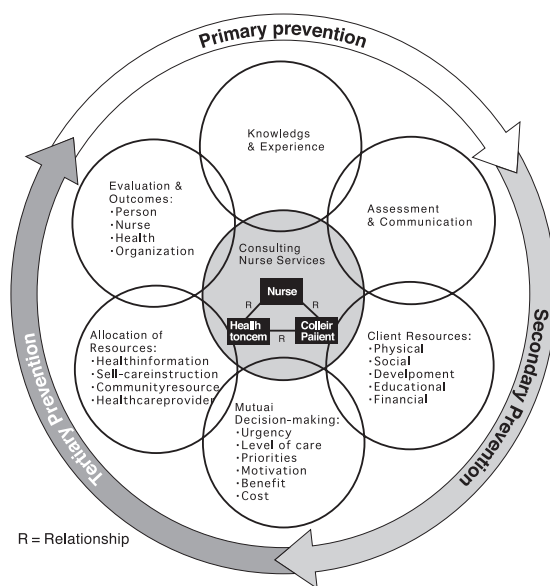 Primary prevention
Knowledgs
& Experience
Evaluation &
Outcomes:
・Person
・Nurse
・Health
・Organization
Assessment
& Communication
Consulting
Nurse Services
Nurse
R
R
Heallh
toncem
R
Colleir
Paiient
Allocation of
Resources:
・Healthinformation
・Self-careinstruction
・Communityresource
・Healthcareprovider
Client Resources:
・Physical
・Social
・Develpoment
・Educational
・Financial
Mutuai
Decision-making:
・Urgency
・Level of care
・Priorities
・Motivation
・Benefit
・Cost
Secondary Prevention
Tertiary Prevention
R = Relationship